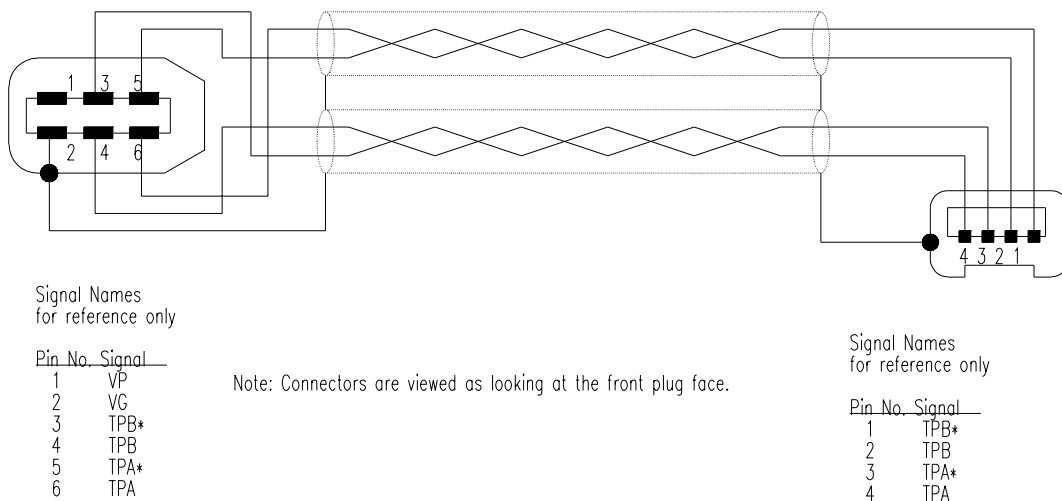 1 3 5
2 4 6
4 3 2 1
Signal Names
for reference only
Pin No. Signal
1 VP
2 VG
3 TPB*
4 TPB
5 TPA*
6 TPA
Note: Connectors are viewed as looking at the front plug face.
Signal Names
for reference only
Pin No. Signal
1 TPB*
2 TPB
3 TPA*
4 TPA